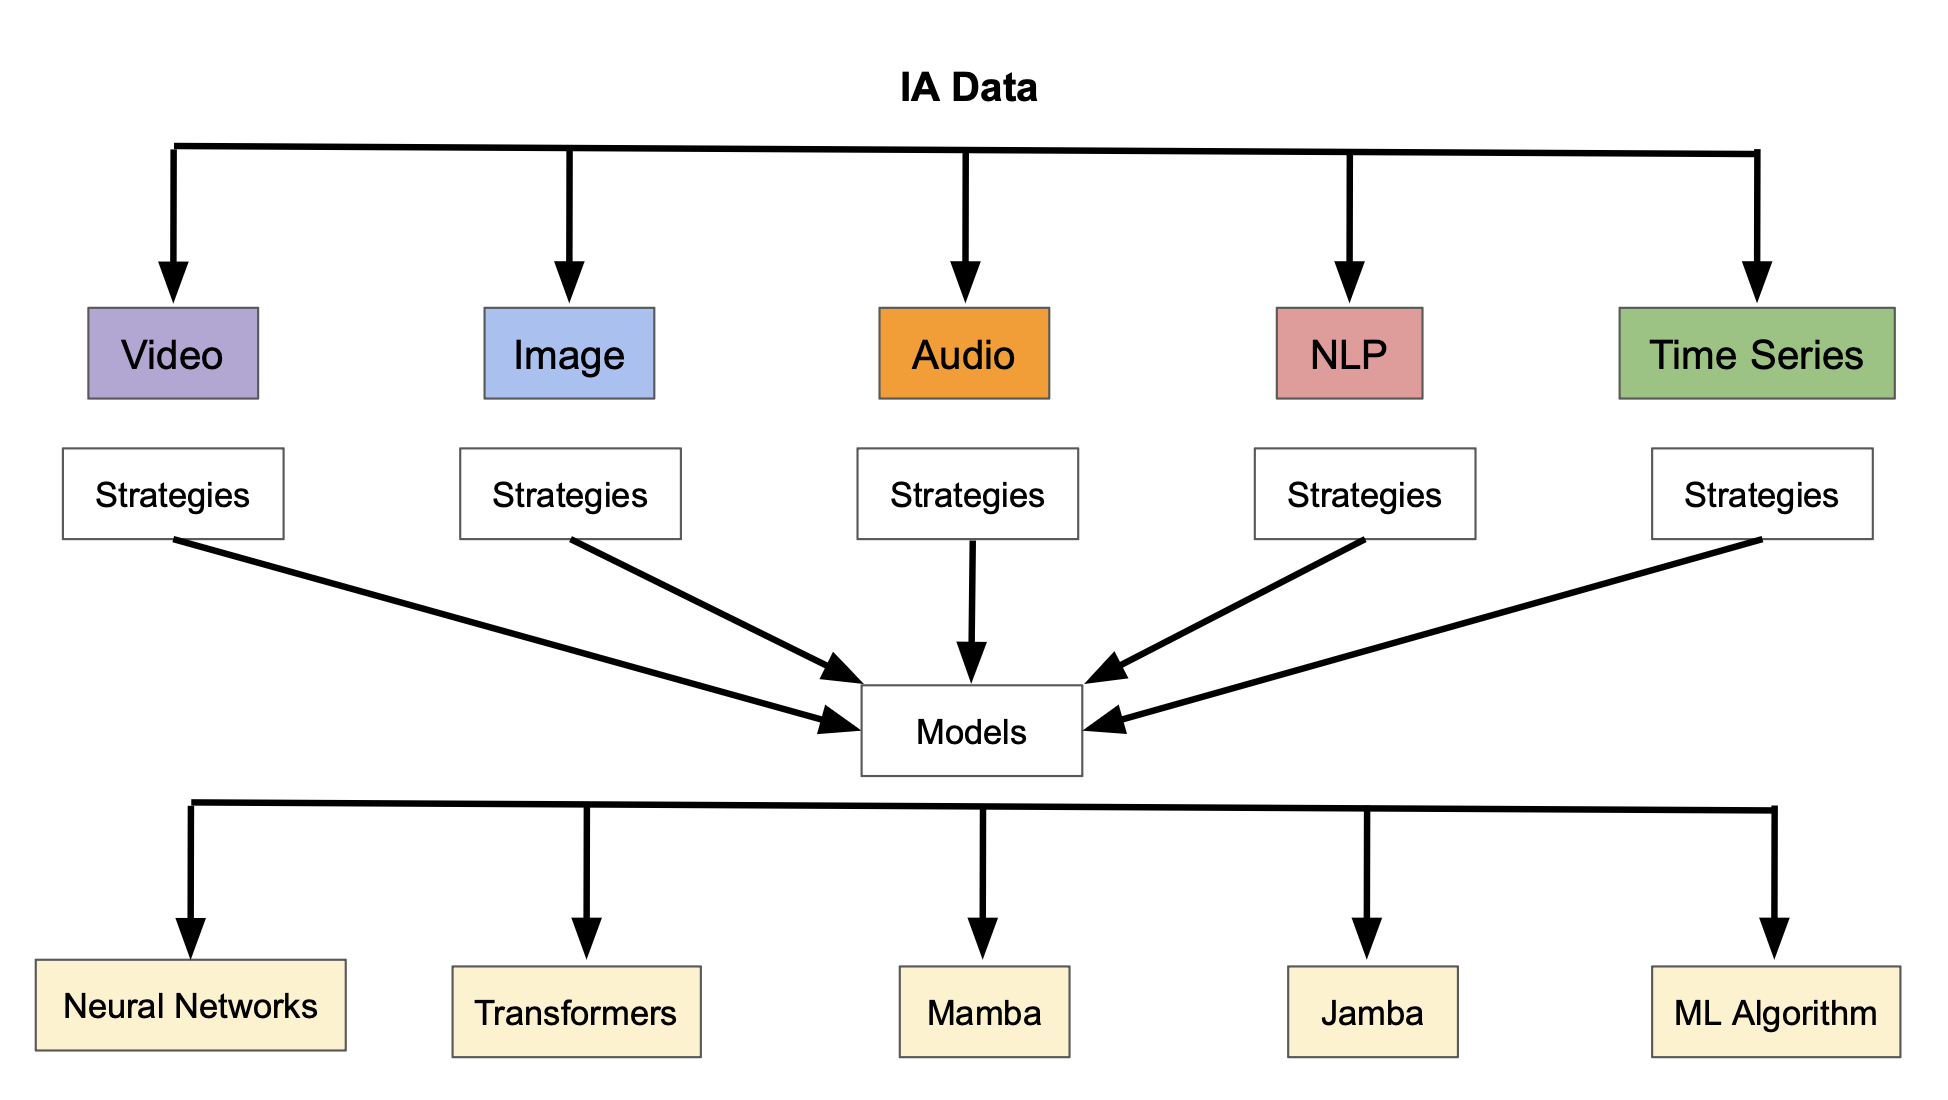 IA Data
Video
Image
Audio
NLP
Time Series
Strategies
Strategies
Strategies
Strategies
Strategies
Models
Neural Networks
Transformers
Mamba
Jamba
ML Algorithm